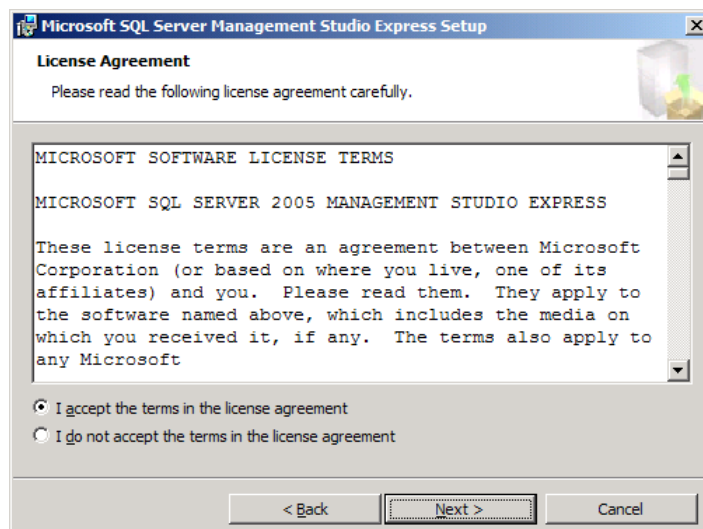 Microsoft SQL Server Management Studio Express Setup
License Agreement
Please read the following license agreement carefully.
MICROSOFT SOFTWARE LICENSE TERMS
MICROSOFT SQL SERVER 2005 MANAGEMENT STUDIO EXPRESS
These license terms are an agreement between Microsoft
Corporation (or based on where you live, one of its
affiliates) and you.  Please read them.  They apply to
the software named above, which includes the media on
which you received it, if any.  The terms also apply to
any Microsoft
I accept the terms in the license agreement
I do not accept the terms in the license agreement
< Back Next > Cancel